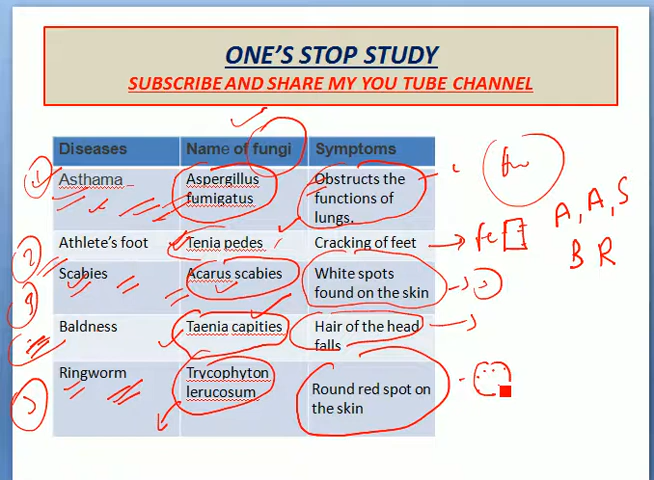 ONE'S STOP STUDY
SUBSCRIBE AND SHARE MY YOU TUBE CHANNEL
Diseases Name of fungi Symptoms
Asthama Aspergillus fumigatus Obstructs the functions of lungs.
Athlete's foot Tenia pedes Cracking of feet
Scabies Acarus scabies White spots found on the skin
Baldness Taenia capities Hair of the head falls
Ringworm Trycophyton lerucosum Round red spot on the skin
1
2
A, A, S
B R